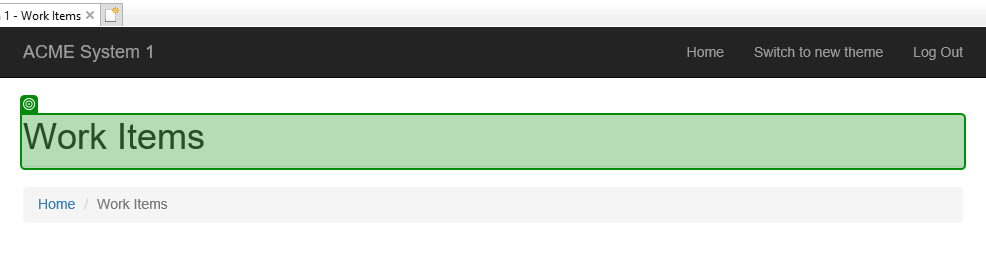 1 - Work Items
ACME System 1 Home Switch to new theme Log Out
Work Items
Home / Work Items